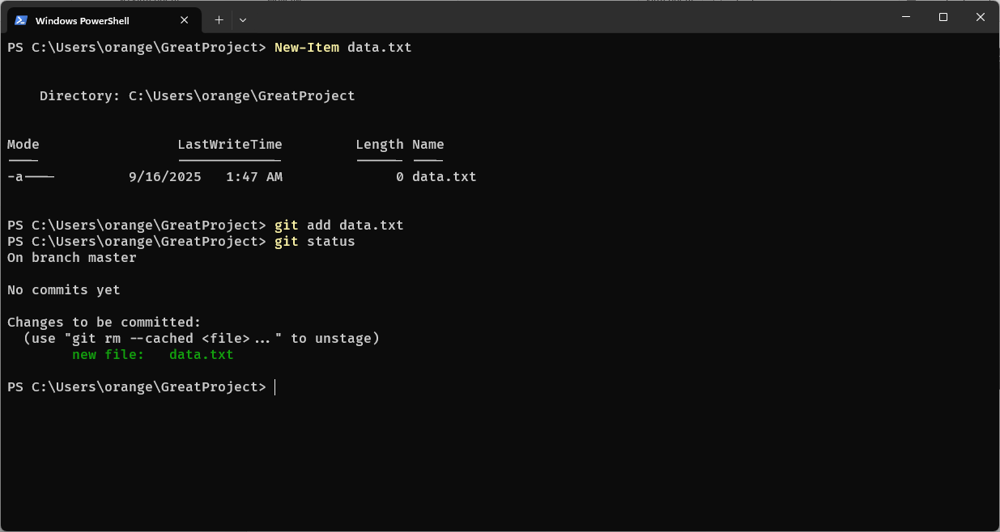 Windows PowerShell
PS C:\Users\orange\GreatProject> New-Item data.txt
Directory: C:\Users\orange\GreatProject
Mode                 LastWriteTime         Length Name
----                 -------------         ------ ----
-a----         9/16/2025   1:47 AM              0 data.txt
PS C:\Users\orange\GreatProject> git add data.txt
PS C:\Users\orange\GreatProject> git status
On branch master
No commits yet
Changes to be committed:
  (use "git rm --cached <file>..." to unstage)
        new file:   data.txt
PS C:\Users\orange\GreatProject>